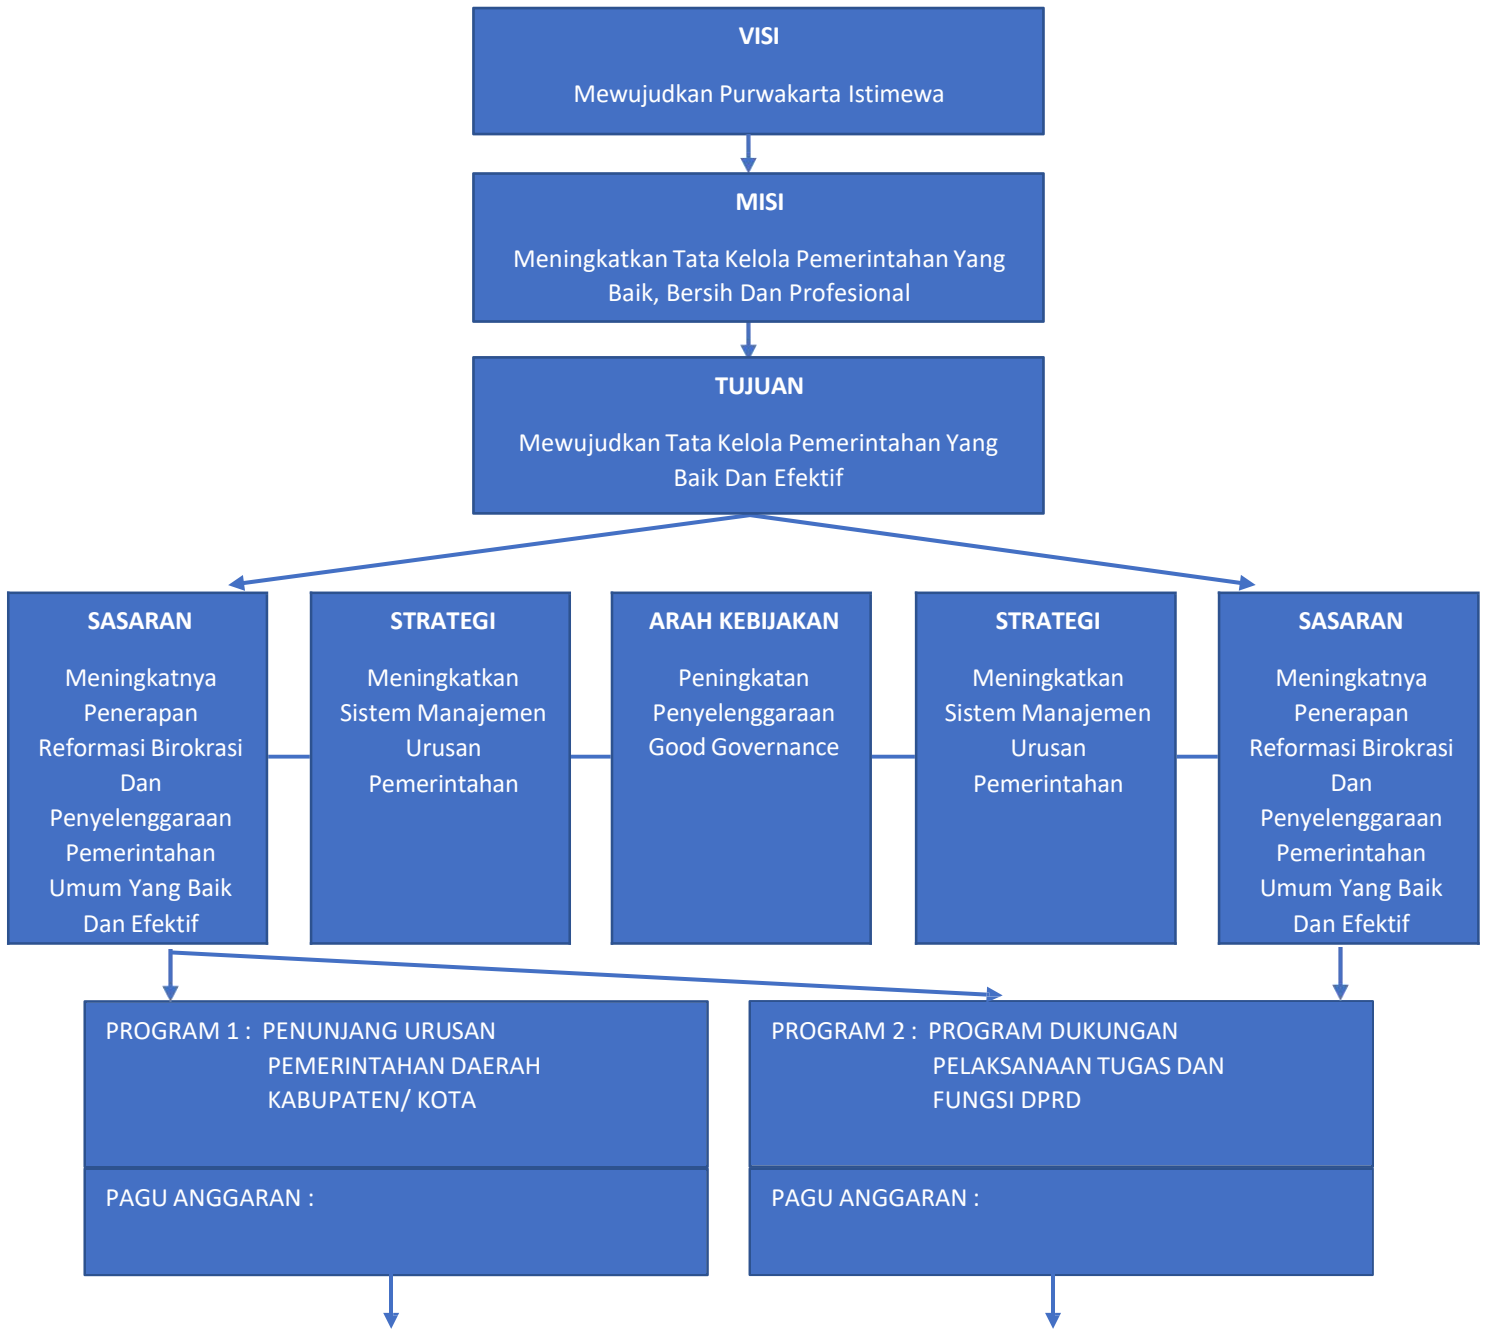 VISI
Mewujudkan Purwakarta Istimewa
MISI
Meningkatkan Tata Kelola Pemerintahan Yang
Baik, Bersih Dan Profesional
TUJUAN
Mewujudkan Tata Kelola Pemerintahan Yang
Baik Dan Efektif
SASARAN
Meningkatnya
Penerapan
Reformasi Birokrasi
Dan
Penyelenggaraan
Pemerintahan
Umum Yang Baik
Dan Efektif
STRATEGI
Meningkatkan
Sistem Manajemen
Urusan
Pemerintahan
ARAH KEBIJAKAN
Peningkatan
Penyelenggaraan
Good Governance
STRATEGI
Meningkatkan
Sistem Manajemen
Urusan
Pemerintahan
SASARAN
Meningkatnya
Penerapan
Reformasi Birokrasi
Dan
Penyelenggaraan
Pemerintahan
Umum Yang Baik
Dan Efektif
PROGRAM 1 : PENUNJANG URUSAN
PEMERINTAHAN DAERAH
KABUPATEN/ KOTA
PAGU ANGGARAN :
PROGRAM 2 : PROGRAM DUKUNGAN
PELAKSANAAN TUGAS DAN
FUNGSI DPRD
PAGU ANGGARAN :